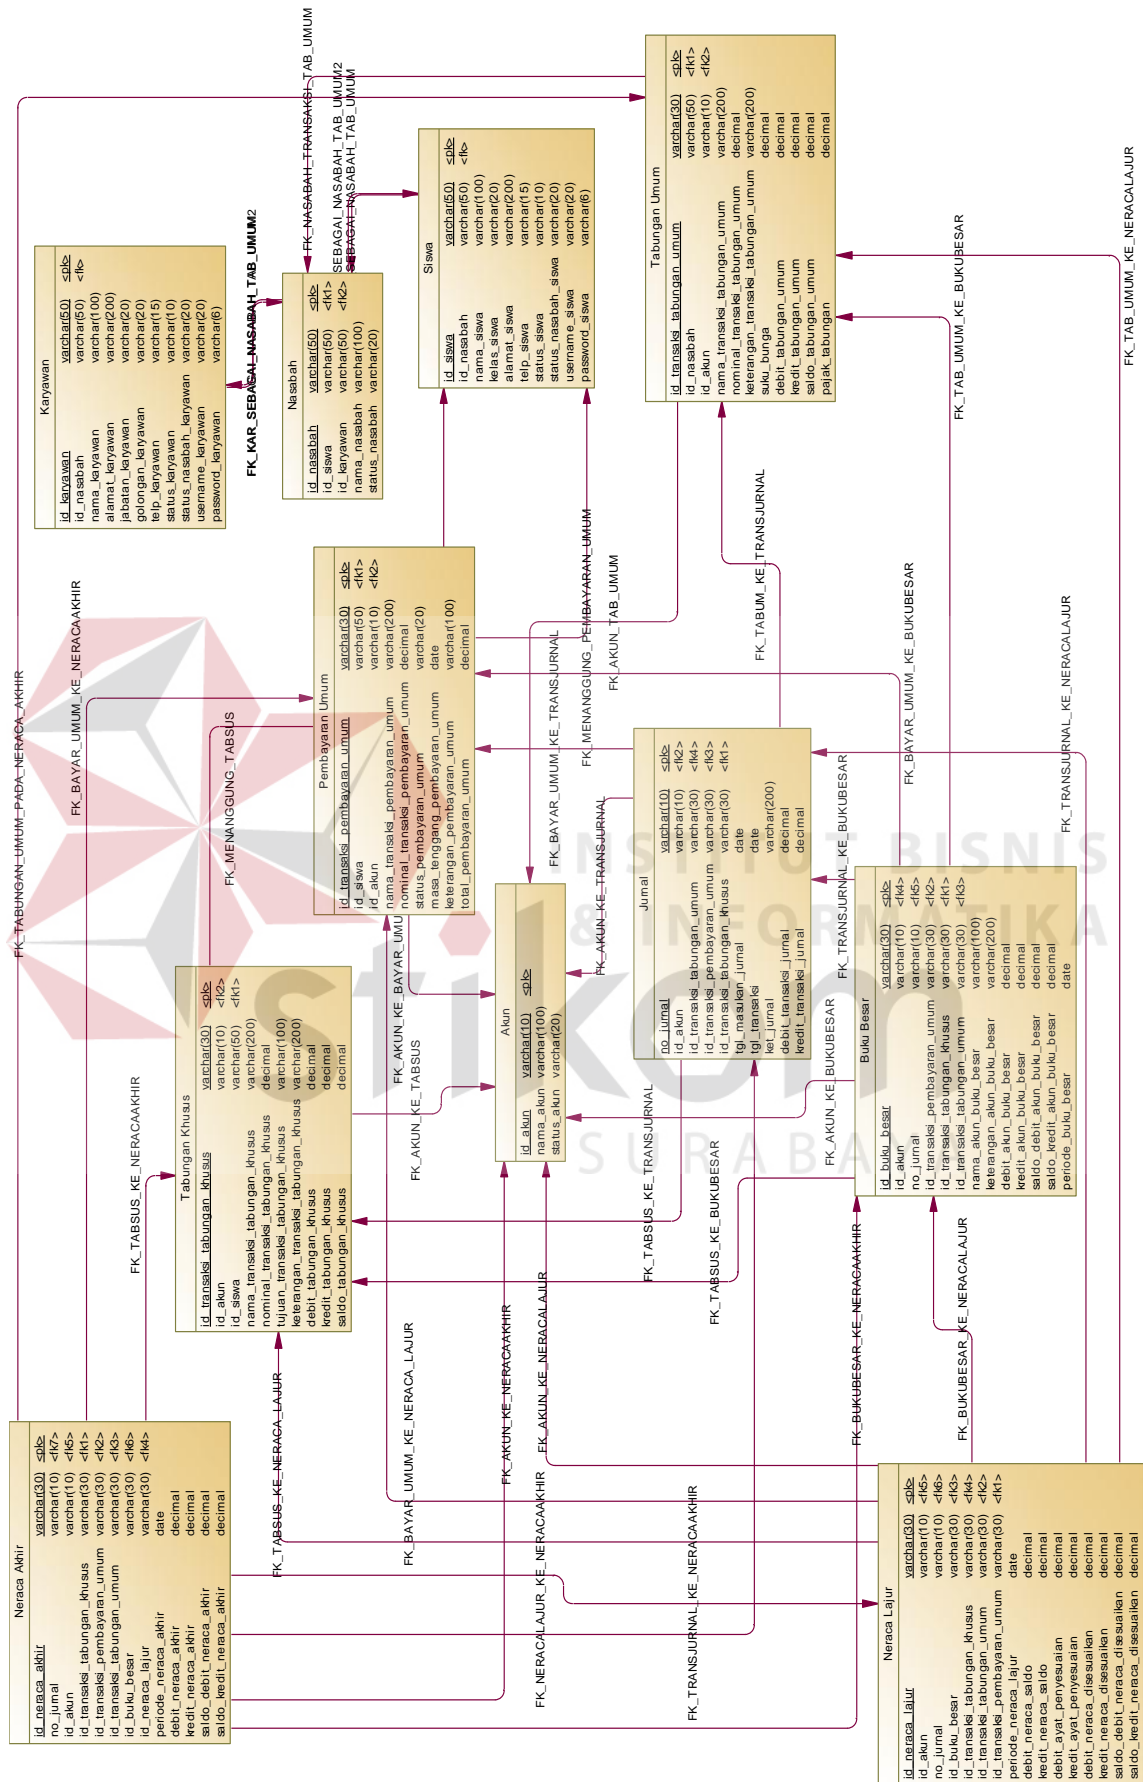 Neraca Akhir
id_neraca_akhir varchar(30) <pk>
no_jurnal varchar(10) <fk7>
id_akun varchar(10) <fk5>
id_transaksi_tabungan_khusus varchar(30) <fk1>
id_transaksi_pembayaran_umum varchar(30) <fk2>
id_transaksi_tabungan_umum varchar(30) <fk3>
id_buku_besar varchar(30) <fk6>
id_neraca_lajur varchar(30) <fk4>
periode_neraca_akhir date
debit_neraca_akhir decimal
kredit_neraca_akhir decimal
saldo_debit_neraca_akhir decimal
saldo_kredit_neraca_akhir decimal
Tabungan Khusus
id_transaksi_tabungan_khusus varchar(30) <pk>
id_akun varchar(10) <fk2>
id_siswa varchar(50) <fk1>
nama_transaksi_tabungan_khusus varchar(200)
nominal_transaksi_tabungan_khusus decimal
tujuan_transaksi_tabungan_khusus varchar(100)
keterangan_transaksi_tabungan_khusus varchar(200)
debit_tabungan_khusus decimal
kredit_tabungan_khusus decimal
saldo_tabungan_khusus decimal
Pembayaran Umum
id_transaksi_pembayaran_umum varchar(30) <pk>
id_siswa varchar(50) <fk1>
id_akun varchar(10) <fk2>
nama_transaksi_pembayaran_umum varchar(200)
nominal_transaksi_pembayaran_umum decimal
status_pembayaran_umum varchar(20)
masa_tenggang_pembayaran_umum date
keterangan_pembayaran_umum varchar(100)
total_pembayaran_umum decimal
Karyawan
id_karyawan varchar(50) <pk>
id_nasabah varchar(50) <fk>
nama_karyawan varchar(100)
alamat_karyawan varchar(200)
jabatan_karyawan varchar(20)
golongan_karyawan varchar(20)
telp_karyawan varchar(15)
status_karyawan varchar(10)
status_nasabah_karyawan varchar(20)
username_karyawan varchar(20)
password_karyawan varchar(6)
Nasabah
id_nasabah varchar(50) <pk>
id_siswa varchar(50) <fk1>
id_karyawan varchar(50) <fk2>
nama_nasabah varchar(100)
status_nasabah varchar(20)
Siswa
id_siswa varchar(50) <pk>
id_nasabah varchar(50) <fk>
nama_siswa varchar(100)
kelas_siswa varchar(20)
alamat_siswa varchar(200)
telp_siswa varchar(15)
status_siswa varchar(10)
status_nasabah_siswa varchar(20)
username_siswa varchar(20)
password_siswa varchar(6)
Akun
id_akun varchar(10) <pk>
nama_akun varchar(100)
status_akun varchar(20)
Jurnal
no_jurnal varchar(10) <pk>
id_akun varchar(10) <fk2>
id_transaksi_tabungan_umum varchar(30) <fk4>
id_transaksi_pembayaran_umum varchar(30) <fk3>
id_transaksi_tabungan_khusus varchar(30) <fk1>
tgl_masukan_jurnal date
tgl_transaksi date
ket_jurnal varchar(200)
debit_transaksi_jurnal decimal
kredit_transaksi_jurnal decimal
Tabungan Umum
id_transaksi_tabungan_umum varchar(30) <pk>
id_nasabah varchar(50) <fk1>
id_akun varchar(10) <fk2>
nama_transaksi_tabungan_umum varchar(200)
nominal_transaksi_tabungan_umum decimal
keterangan_transaksi_tabungan_umum varchar(200)
suku_bunga decimal
debit_tabungan_umum decimal
kredit_tabungan_umum decimal
saldo_tabungan_umum decimal
pajak_tabungan decimal
Neraca Lajur
id_neraca_lajur varchar(30) <pk>
id_akun varchar(10) <fk5>
no_jurnal varchar(10) <fk6>
id_buku_besar varchar(30) <fk3>
id_transaksi_tabungan_khusus varchar(30) <fk4>
id_transaksi_tabungan_umum varchar(30) <fk2>
id_transaksi_pembayaran_umum varchar(30) <fk1>
periode_neraca_lajur date
debit_neraca_saldo decimal
kredit_neraca_saldo decimal
debit_ayat_penyesuaian decimal
kredit_ayat_penyesuaian decimal
debit_neraca_disesuaikan decimal
kredit_neraca_disesuaikan decimal
saldo_debit_neraca_disesuaikan decimal
saldo_kredit_neraca_disesuaikan decimal
Buku Besar
id_buku_besar varchar(30) <pk>
id_akun varchar(10) <fk4>
no_jurnal varchar(10) <fk5>
id_transaksi_pembayaran_umum varchar(30) <fk2>
id_transaksi_tabungan_khusus varchar(30) <fk1>
id_transaksi_tabungan_umum varchar(30) <fk3>
nama_akun_buku_besar varchar(100)
keterangan_akun_buku_besar varchar(200)
debit_akun_buku_besar decimal
kredit_akun_buku_besar decimal
saldo_debit_akun_buku_besar decimal
saldo_kredit_akun_buku_besar decimal
periode_buku_besar date
FK_TABUNGAN_UMUM_PADA_NERACA_AKHIR
FK_BAYAR_UMUM_KE_NERACAAKHIR
FK_TABSUS_KE_NERACAAKHIR
FK_MENANGGUNG_TABSUS
FK_KAR_SEBAGAI_NASABAH_TAB_UMUM2
FK_NASABAH_TRANSAKSI_TAB_UMUM
SEBAGAI_NASABAH_TAB_UMUM2
SEBAGAI_NASABAH_TAB_UMUM
FK_TABSUS_KE_NERACA_LAJUR
FK_BAYAR_UMUM_KE_NERACA_LAJUR
FK_AKUN_KE_BAYAR_UMU
FK_AKUN_KE_TABSUS
FK_AKUN_KE_NERACAAKHIR
FK_AKUN_KE_NERACALAJUR
FK_NERACALAJUR_KE_NERACAAKHIR
FK_BAYAR_UMUM_KE_TRANSJURNAL
FK_MENANGGUNG_PEMBAYARAN_UMUM
FK_AKUN_TAB_UMUM
FK_AKUN_KE_TRANSJURNAL
FK_TABSUS_KE_TRANSJURNAL
FK_TRANSJURNAL_KE_NERACAAKHIR
FK_TABSUS_KE_BUKUBESAR
FK_TABUM_KE_TRANSJURNAL
FK_BUKUBESAR_KE_NERACAAKHIR
FK_AKUN_KE_BUKUBESAR
FK_TRANSJURNAL_KE_BUKUBESAR
FK_BAYAR_UMUM_KE_BUKUBESAR
FK_TAB_UMUM_KE_BUKUBESAR
FK_BUKUBESAR_KE_NERACALAJUR
FK_TRANSJURNAL_KE_NERACALAJUR
FK_TAB_UMUM_KE_NERACALAJUR
INSTITUT BISNIS
& INFORMATIKA
stikom
SURABAYA